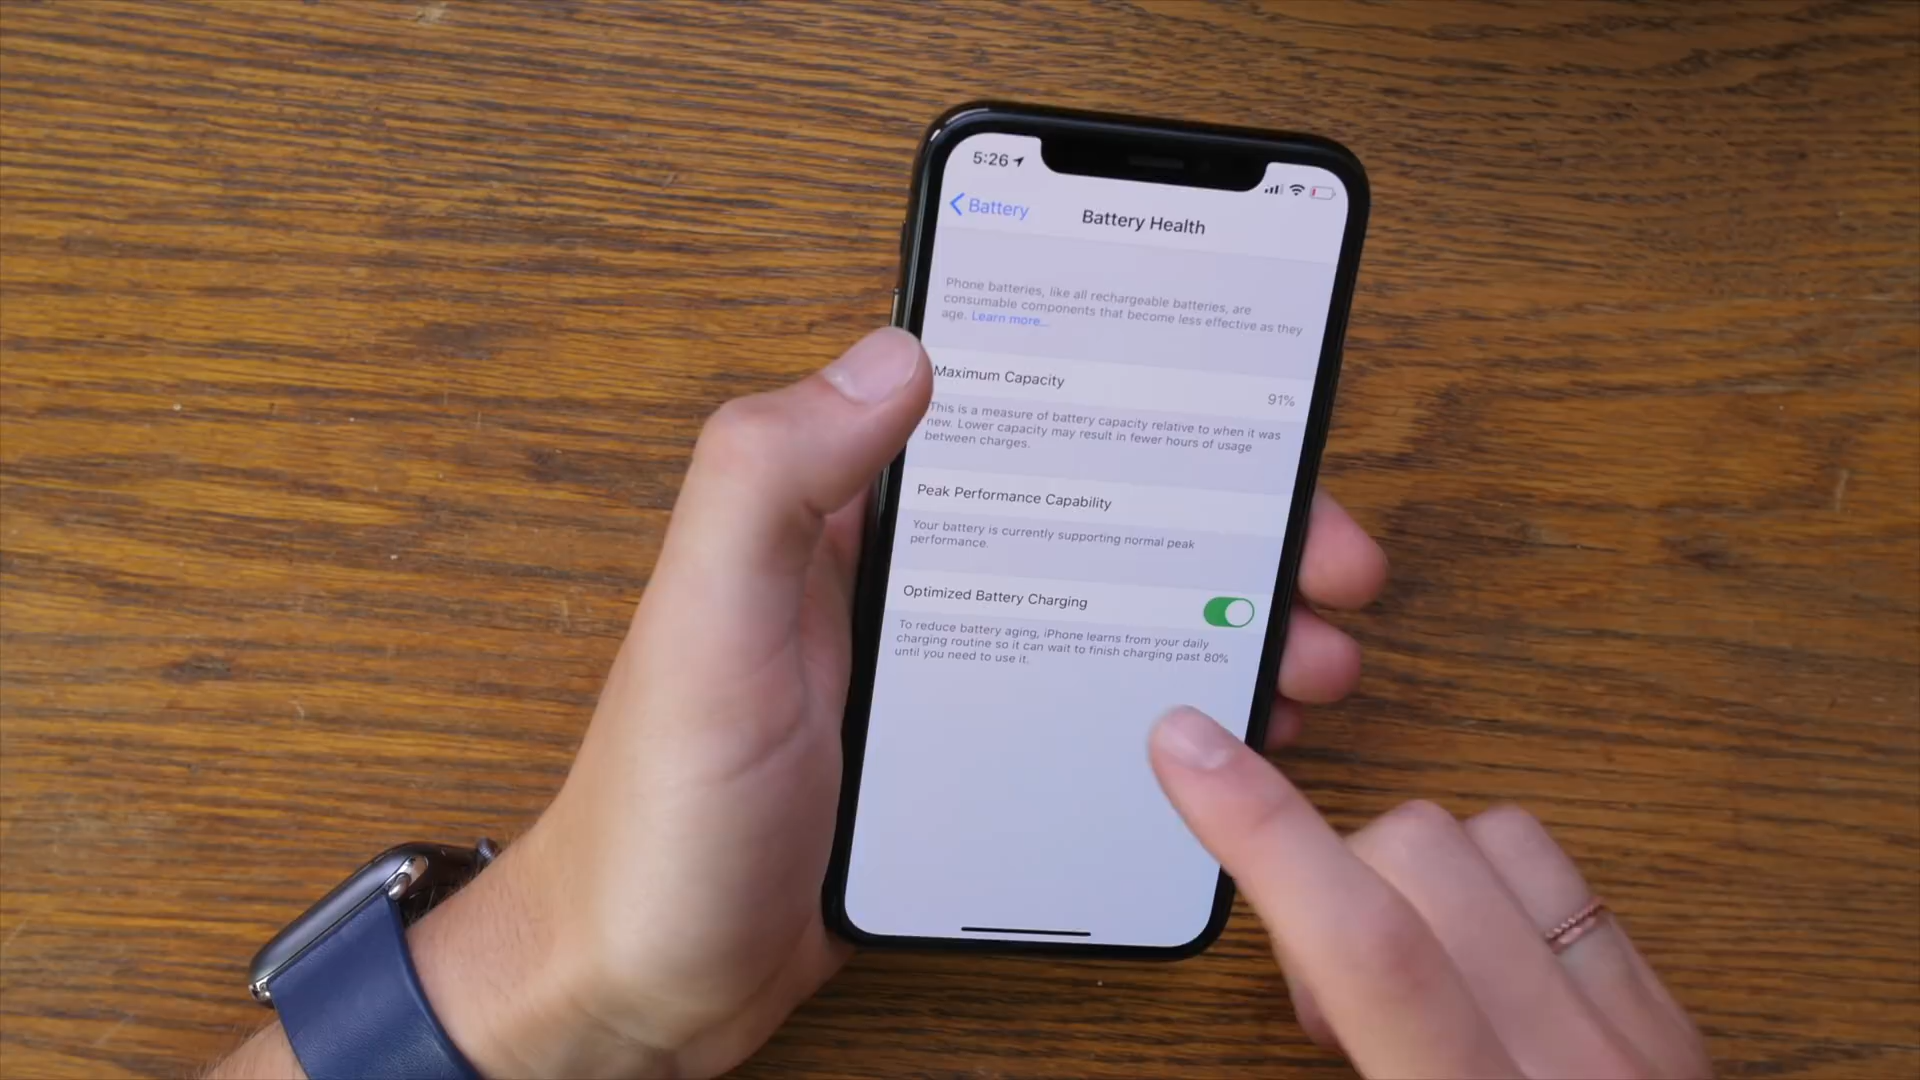 5:26
Battery
Battery Health
Phone batteries, like all rechargeable batteries, are
consumable components that become less effective as they
age. Learn more...
Maximum Capacity
91%
This is a measure of battery capacity relative to when it was
new. Lower capacity may result in fewer hours of usage
between charges.
Peak Performance Capability
Your battery is currently supporting normal peak
performance.
Optimized Battery Charging
To reduce battery aging, iPhone learns from your daily
charging routine so it can wait to finish charging past 80%
until you need to use it.